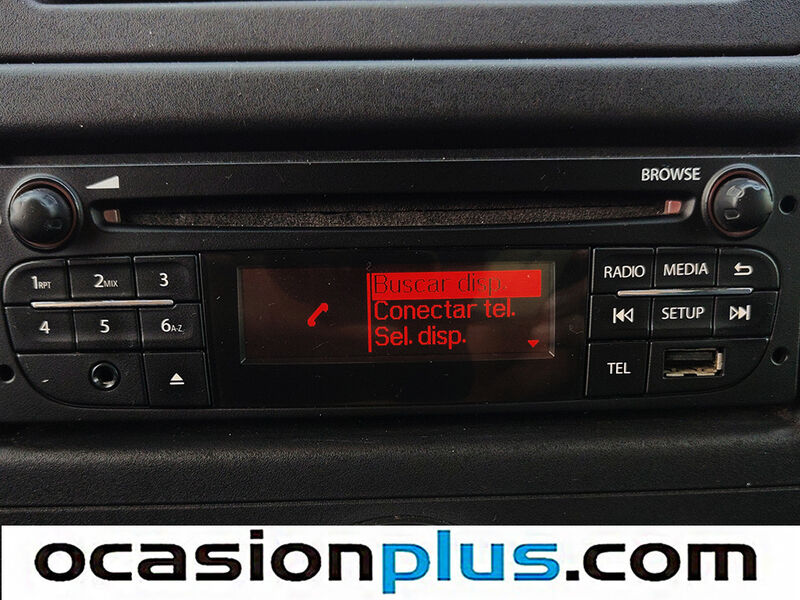 BROWSE
1RPT 2MIX 3
4 5 6A-Z
Buscar disp.
Conectar tel.
Sel. disp.
RADIO MEDIA
SETUP
TEL
ocasionplus.com